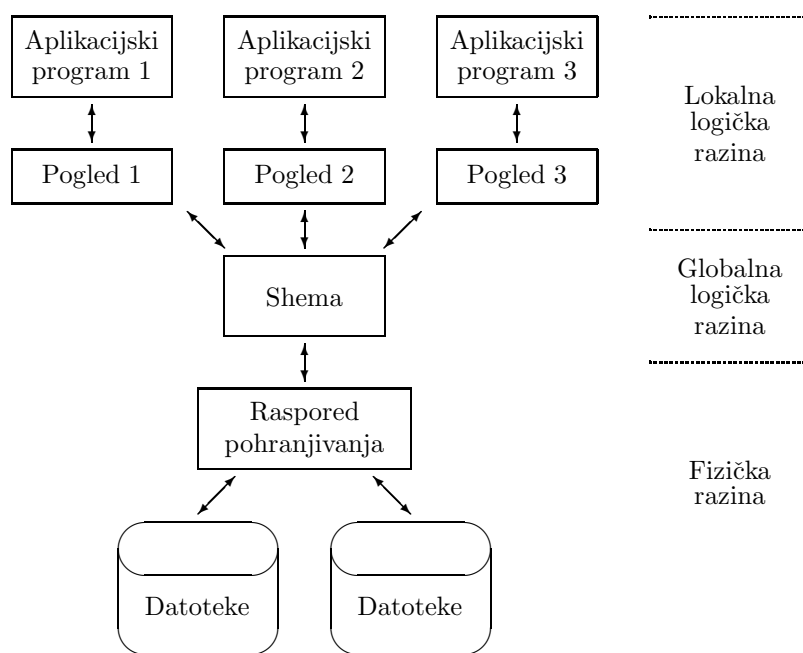 Aplikacijski
program 1
Aplikacijski
program 2
Aplikacijski
program 3
Lokalna
logička
razina
Pogled 1
Pogled 2
Pogled 3
Shema
Globalna
logička
razina
Raspored
pohranjivanja
Fizička
razina
Datoteke
Datoteke